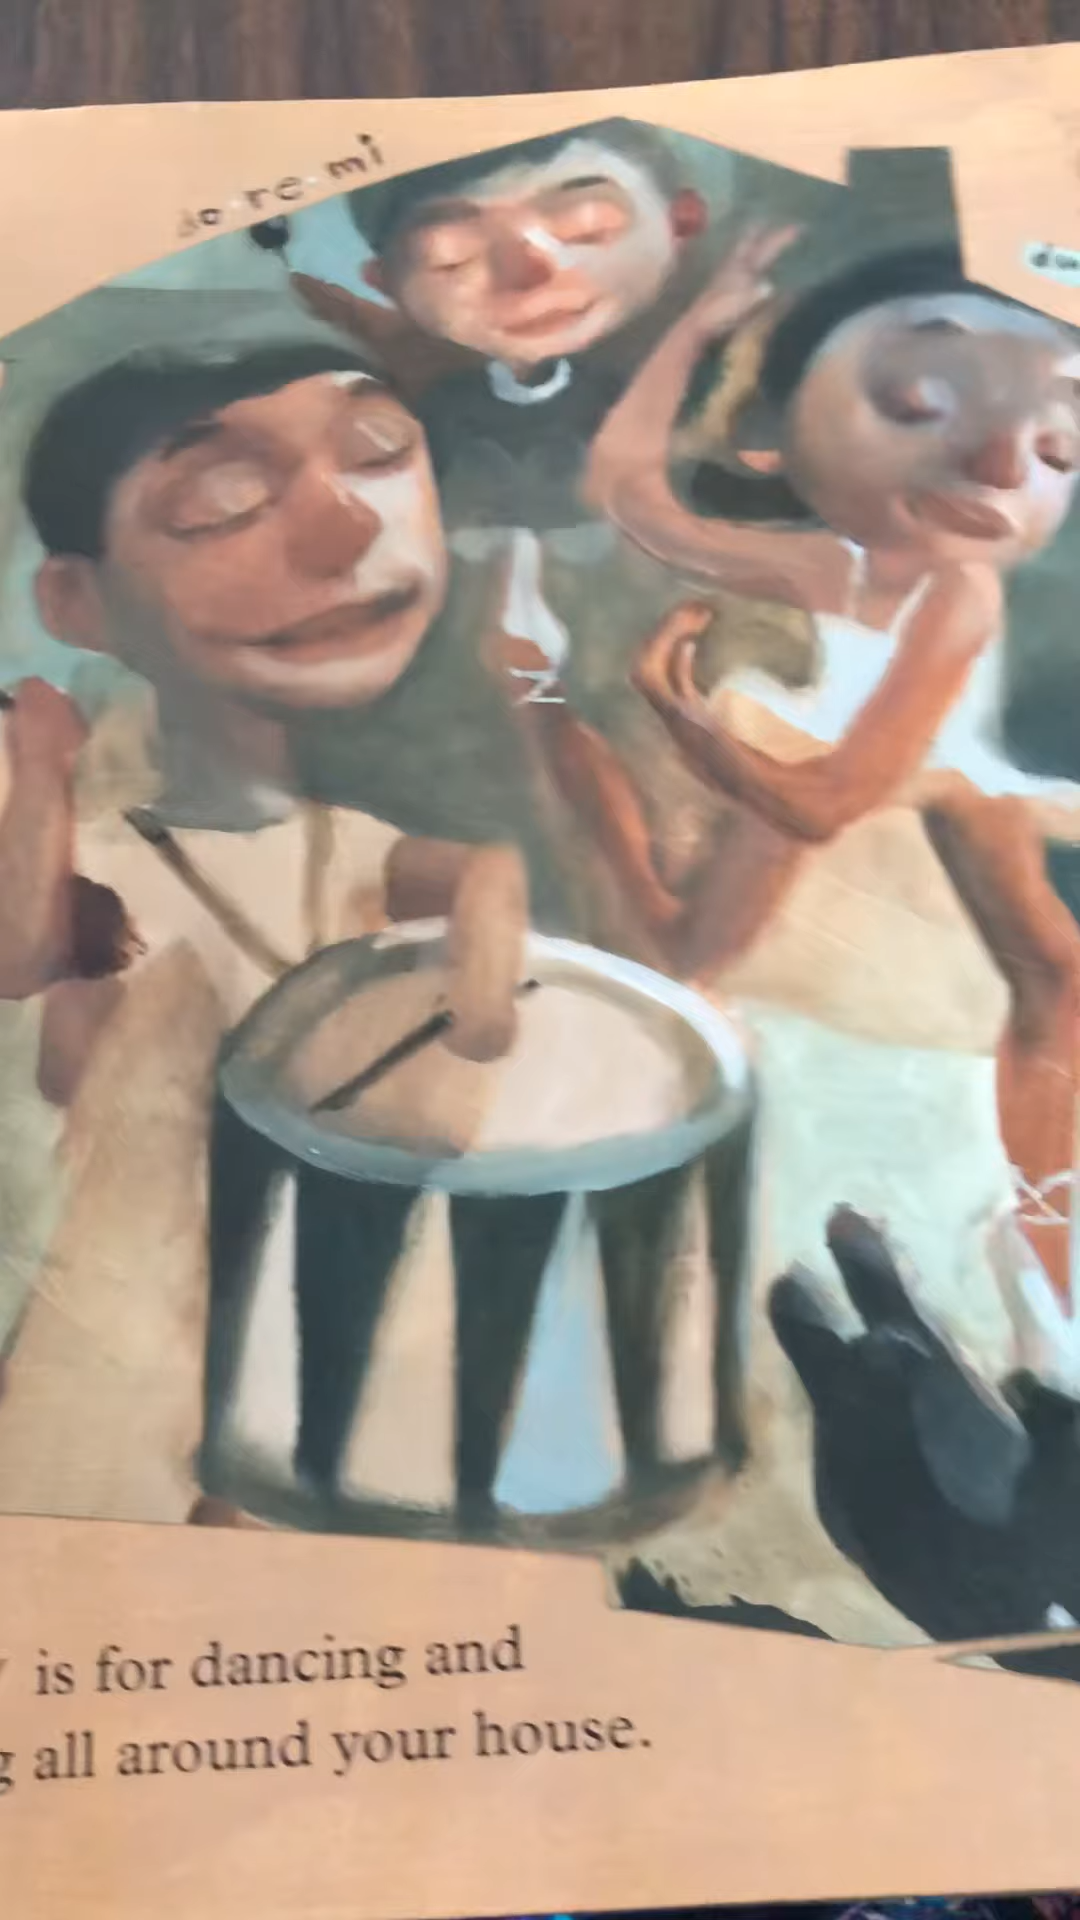 do·re·mi
is for dancing and
all around your house.